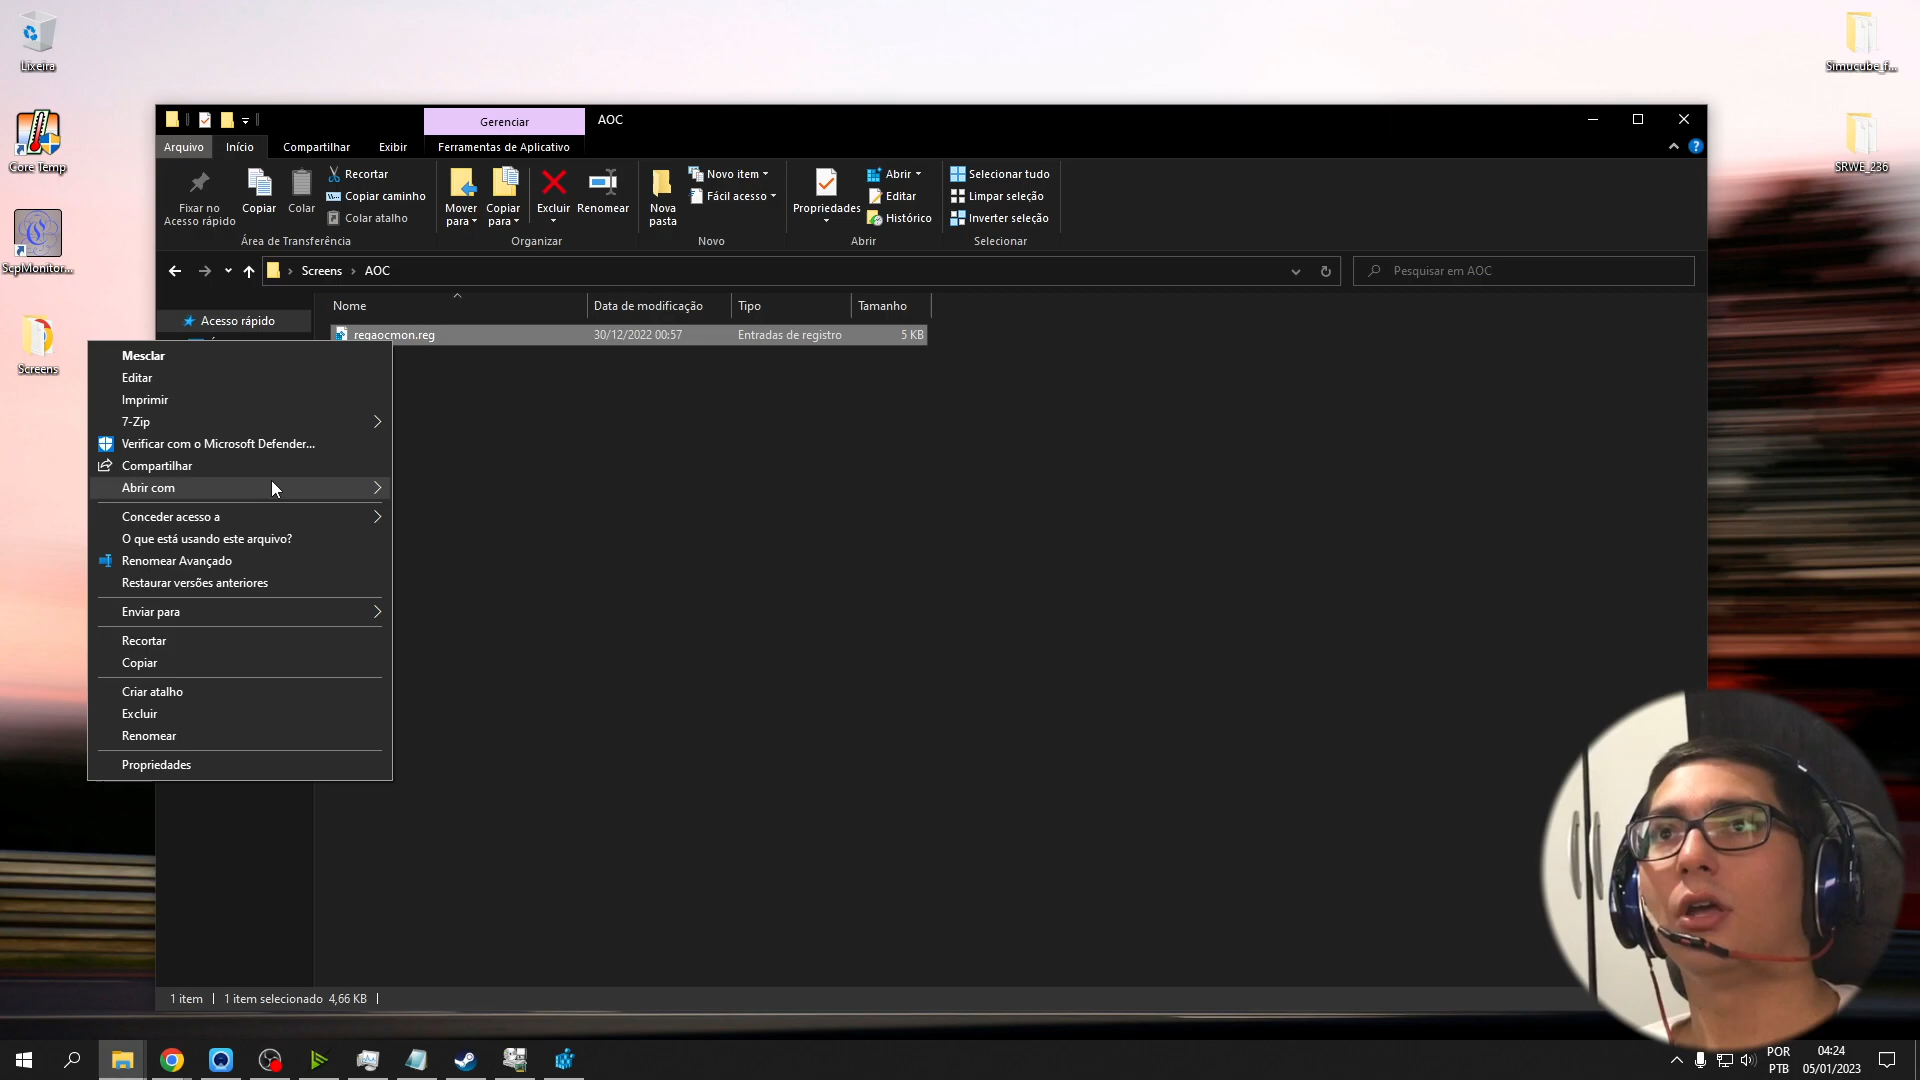 Lixeira
Core Temp
ScpMonitor...
Screens
Simucube_f...
SRWE_236
Gerenciar
AOC
Arquivo
Início
Compartilhar
Exibir
Ferramentas de Aplicativo
Fixar no
Acesso rápido
Copiar
Colar
Recortar
Copiar caminho
Colar atalho
Área de Transferência
Mover
para
Copiar
para
Excluir
Renomear
Organizar
Nova
pasta
Novo item
Fácil acesso
Novo
Propriedades
Abrir
Editar
Histórico
Abrir
Selecionar tudo
Limpar seleção
Inverter seleção
Selecionar
Screens > AOC
Pesquisar em AOC
Nome
Data de modificação
Tipo
Tamanho
Acesso rápido
regaocmon.reg
30/12/2022 00:57
Entradas de registro
5 KB
Mesclar
Editar
Imprimir
7-Zip
Verificar com o Microsoft Defender...
Compartilhar
Abrir com
Conceder acesso a
O que está usando este arquivo?
Renomear Avançado
Restaurar versões anteriores
Enviar para
Recortar
Copiar
Criar atalho
Excluir
Renomear
Propriedades
1 item
1 item selecionado 4,66 KB
POR
PTB
04:24
05/01/2023